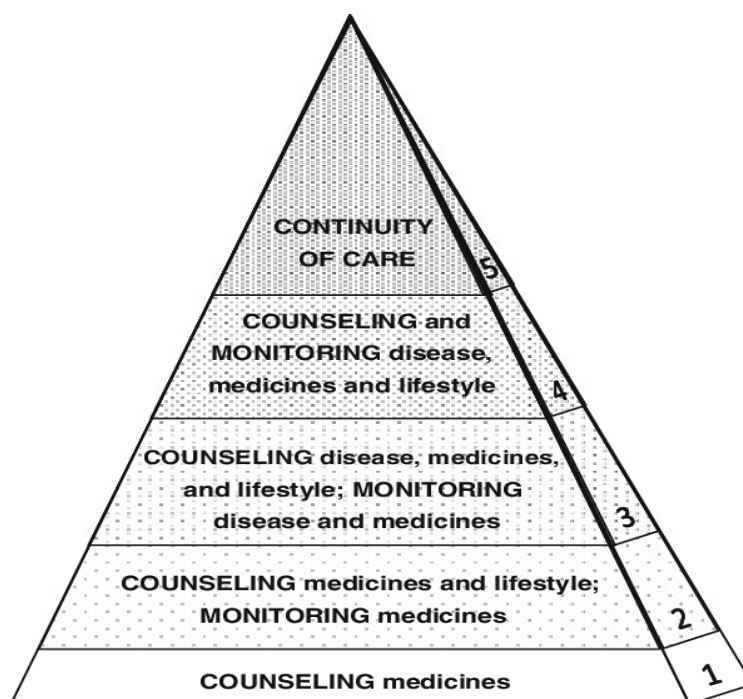 CONTINUITY
OF CARE
5
COUNSELING and
MONITORING disease,
medicines and lifestyle
4
COUNSELING disease, medicines,
and lifestyle; MONITORING
disease and medicines
3
COUNSELING medicines and lifestyle;
MONITORING medicines
2
COUNSELING medicines
1